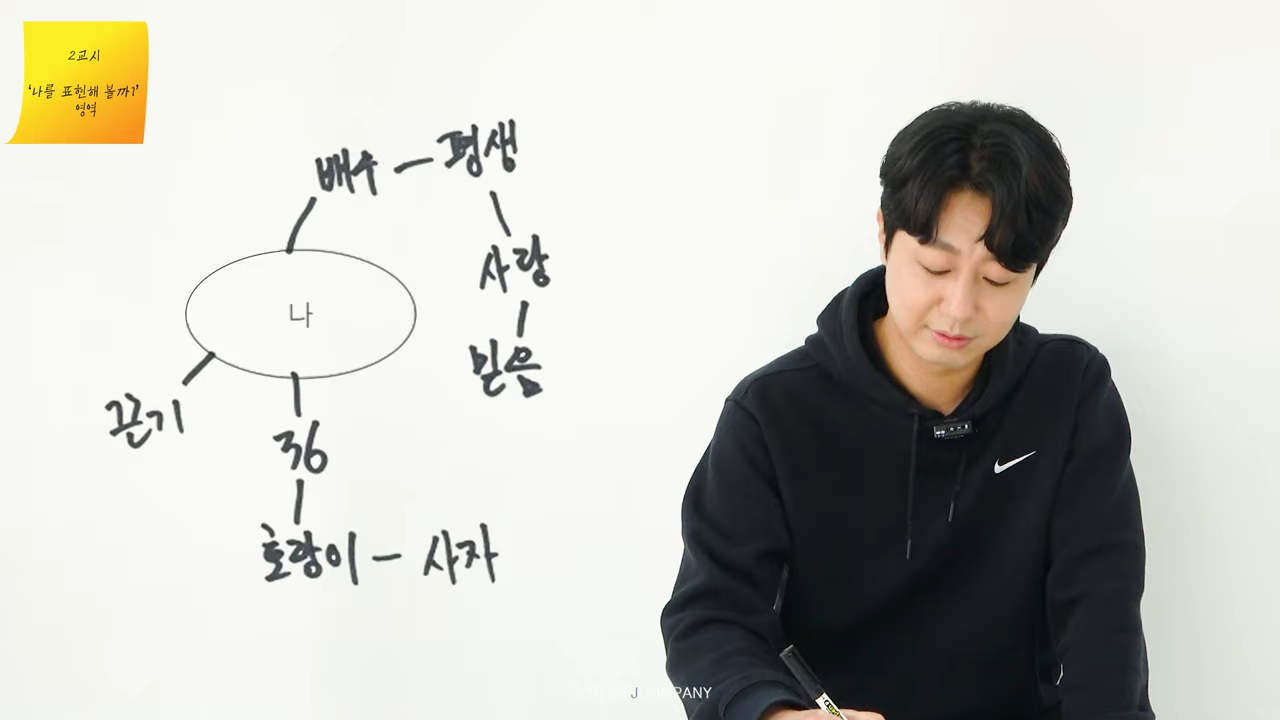 2교시
'나를 표현해 볼까?'
영역
배수 - 평생
사랑
믿음
나
끈기
36
호랑이 - 사자